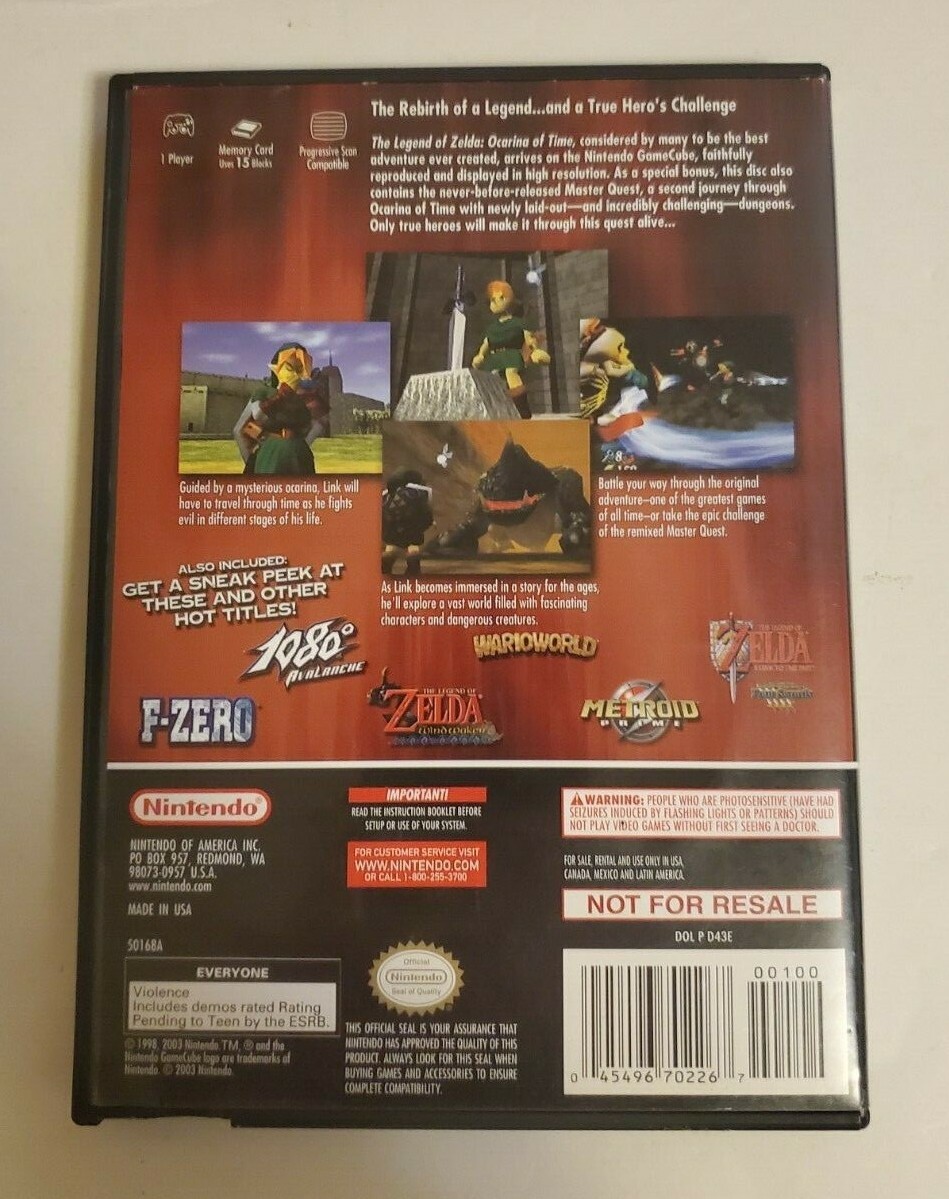 The Rebirth of a Legend...and a True Hero's Challenge
1 Player
Memory Card
Uses 15 Blocks
Progressive Scan
Compatible
The Legend of Zelda: Ocarina of Time, considered by many to be the best
adventure ever created, arrives on the Nintendo GameCube, faithfully
reproduced and displayed in high resolution. As a special bonus, this disc also
contains the never-before-released Master Quest, a second journey through
Ocarina of Time with newly laid-out—and incredibly challenging—dungeons.
Only true heroes will make it through this quest alive...
Guided by a mysterious ocarina, Link will
have to travel through time as he fights
evil in different stages of his life.
Battle your way through the original
adventure—one of the greatest games
of all time—or take the epic challenge
of the remixed Master Quest.
As Link becomes immersed in a story for the ages,
he'll explore a vast world filled with fascinating
characters and dangerous creatures.
ALSO INCLUDED:
GET A SNEAK PEEK AT
THESE AND OTHER
HOT TITLES!
1080°
AVALANCHE
WARIOWORLD
THE LEGEND OF
ZELDA
F-ZERO
THE LEGEND OF
ZELDA
WindWaker
METROID
PRIME
Nintendo
NINTENDO OF AMERICA INC.
PO BOX 957, REDMOND, WA
98073-0957 U.S.A.
www.nintendo.com
MADE IN USA
50168A
IMPORTANT!
READ THE INSTRUCTION BOOKLET BEFORE
SETUP OR USE OF YOUR SYSTEM.
FOR CUSTOMER SERVICE VISIT
WWW.NINTENDO.COM
OR CALL 1-800-255-3700
WARNING: PEOPLE WHO ARE PHOTOSENSITIVE (HAVE HAD
SEIZURES INDUCED BY FLASHING LIGHTS OR PATTERNS) SHOULD
NOT PLAY VIDEO GAMES WITHOUT FIRST SEEING A DOCTOR.
FOR SALE, RENTAL AND USE ONLY IN USA,
CANADA, MEXICO AND LATIN AMERICA.
NOT FOR RESALE
DOL P D43E
EVERYONE
Violence
Includes demos rated Rating
Pending to Teen by the ESRB.
© 1998, 2003 Nintendo. TM, ® and the
Nintendo GameCube logo are trademarks of
Nintendo. © 2003 Nintendo.
Official
Nintendo
Seal of Quality
THIS OFFICIAL SEAL IS YOUR ASSURANCE THAT
NINTENDO HAS APPROVED THE QUALITY OF THIS
PRODUCT. ALWAYS LOOK FOR THIS SEAL WHEN
BUYING GAMES AND ACCESSORIES TO ENSURE
COMPLETE COMPATIBILITY.
00100
0 45496 70226 7